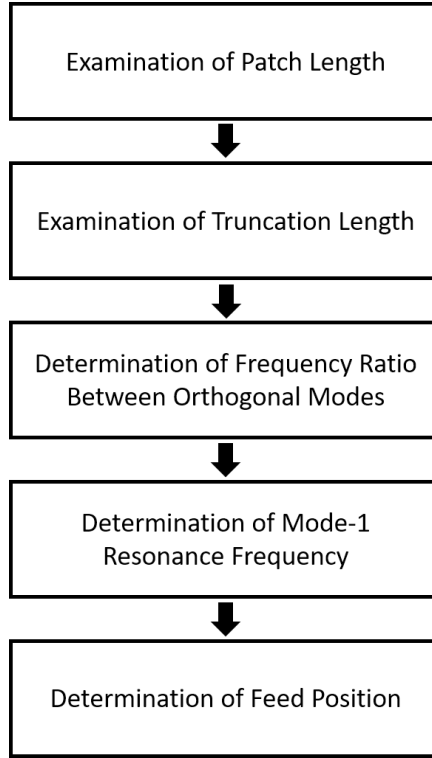 Examination of Patch Length
Examination of Truncation Length
Determination of Frequency Ratio
Between Orthogonal Modes
Determination of Mode-1
Resonance Frequency
Determination of Feed Position